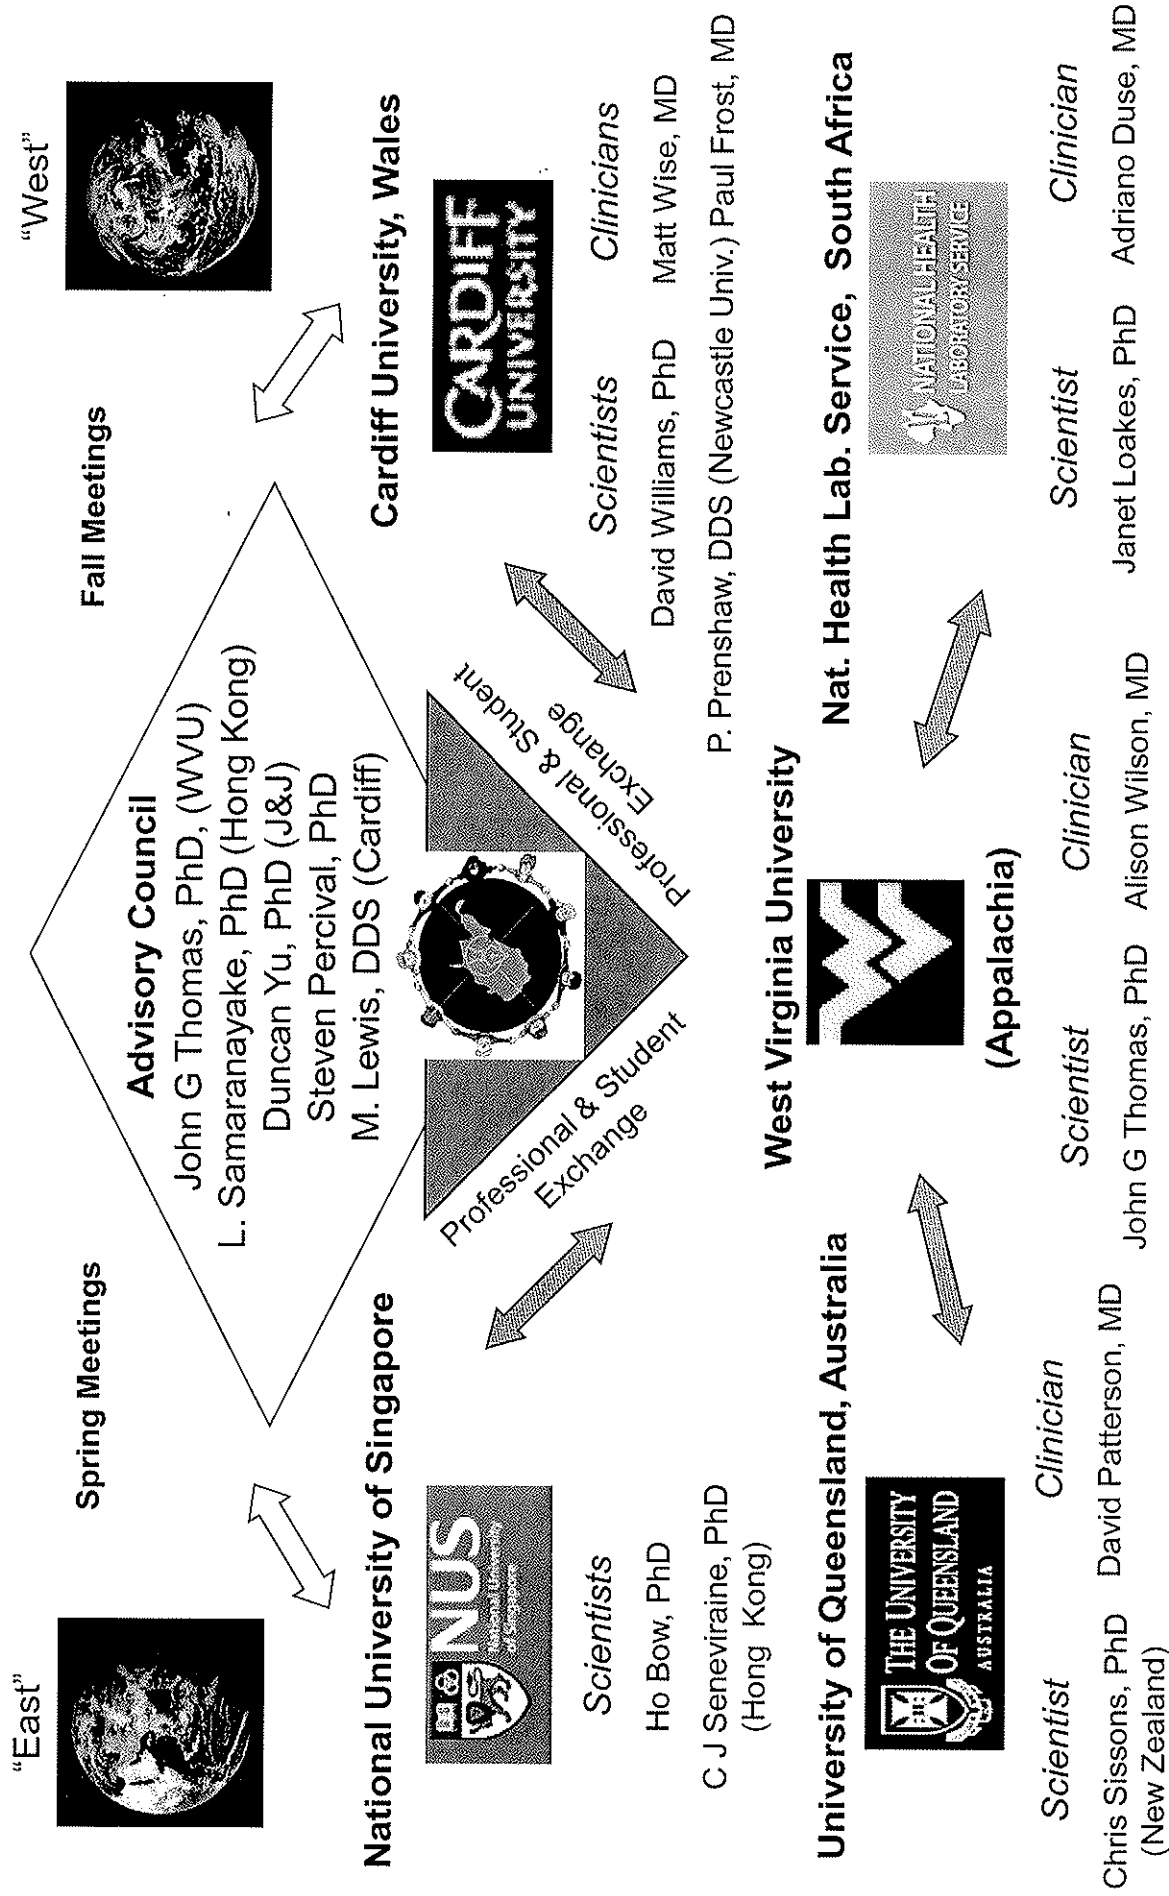 "East"
Spring Meetings
Fall Meetings
"West"
Advisory Council
John G Thomas, PhD, (WVU)
L. Samaranayake, PhD (Hong Kong)
Duncan Yu, PhD (J&J)
Steven Percival, PhD
M. Lewis, DDS (Cardiff)
National University of Singapore
NUS
National University
of Singapore
Scientists
Ho Bow, PhD
C J Seneviraine, PhD
(Hong Kong)
Professional & Student
Exchange
Professional & Student
Exchange
Cardiff University, Wales
CARDIFF
UNIVERSITY
Scientists
Clinicians
David Williams, PhD
Matt Wise, MD
P. Prenshaw, DDS (Newcastle Univ.) Paul Frost, MD
University of Queensland, Australia
THE UNIVERSITY
OF QUEENSLAND
AUSTRALIA
Scientist
Clinician
Chris Sissons, PhD
(New Zealand)
David Patterson, MD
West Virginia University
(Appalachia)
Scientist
Clinician
John G Thomas, PhD
Alison Wilson, MD
Nat. Health Lab. Service, South Africa
NATIONAL HEALTH
LABORATORY SERVICE
Scientist
Clinician
Janet Loakes, PhD
Adriano Duse, MD